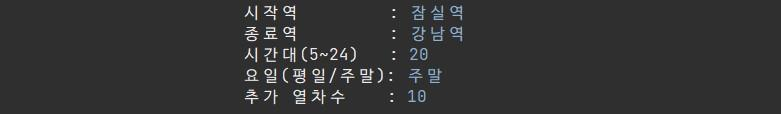 시작역 : 잠실역
종료역 : 강남역
시간대(5~24) : 20
요일(평일/주말): 주말
추가 열차수 : 10